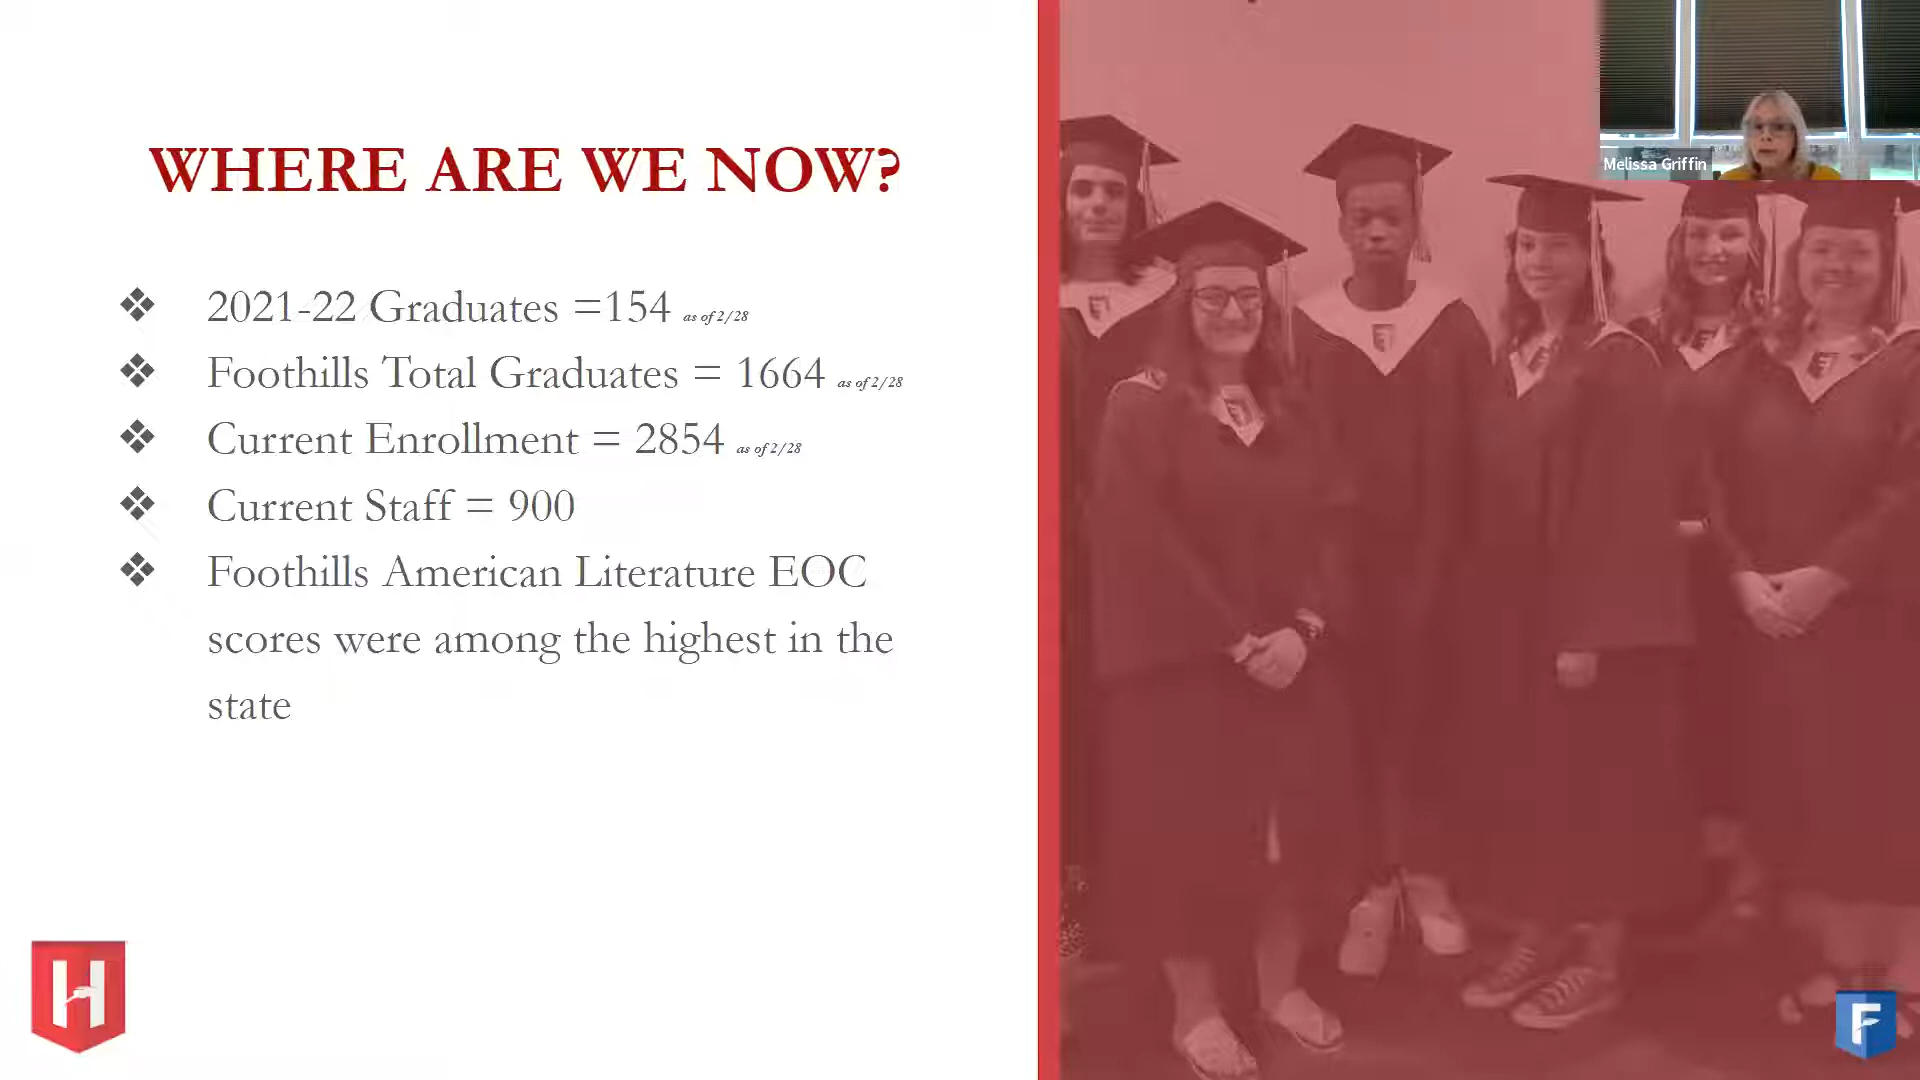 Melissa Griffin
WHERE ARE WE NOW?
❖ 2021-22 Graduates =154 as of 2/28
❖ Foothills Total Graduates = 1664 as of 2/28
❖ Current Enrollment = 2854 as of 2/28
❖ Current Staff = 900
❖ Foothills American Literature EOC
scores were among the highest in the
state
H
F